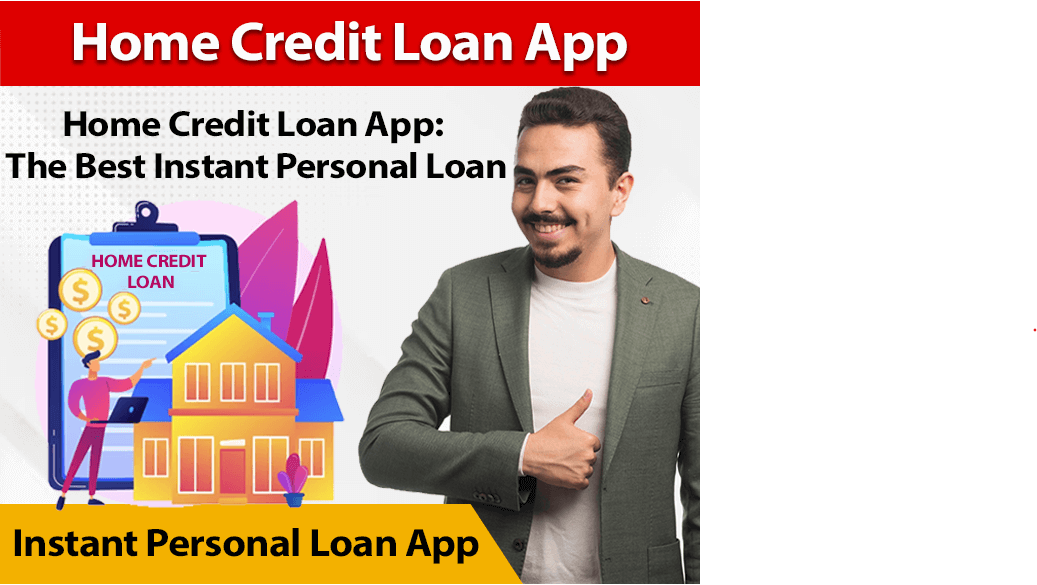 Home Credit Loan App
Home Credit Loan App:
The Best Instant Personal Loan
HOME CREDIT
LOAN
Instant Personal Loan App